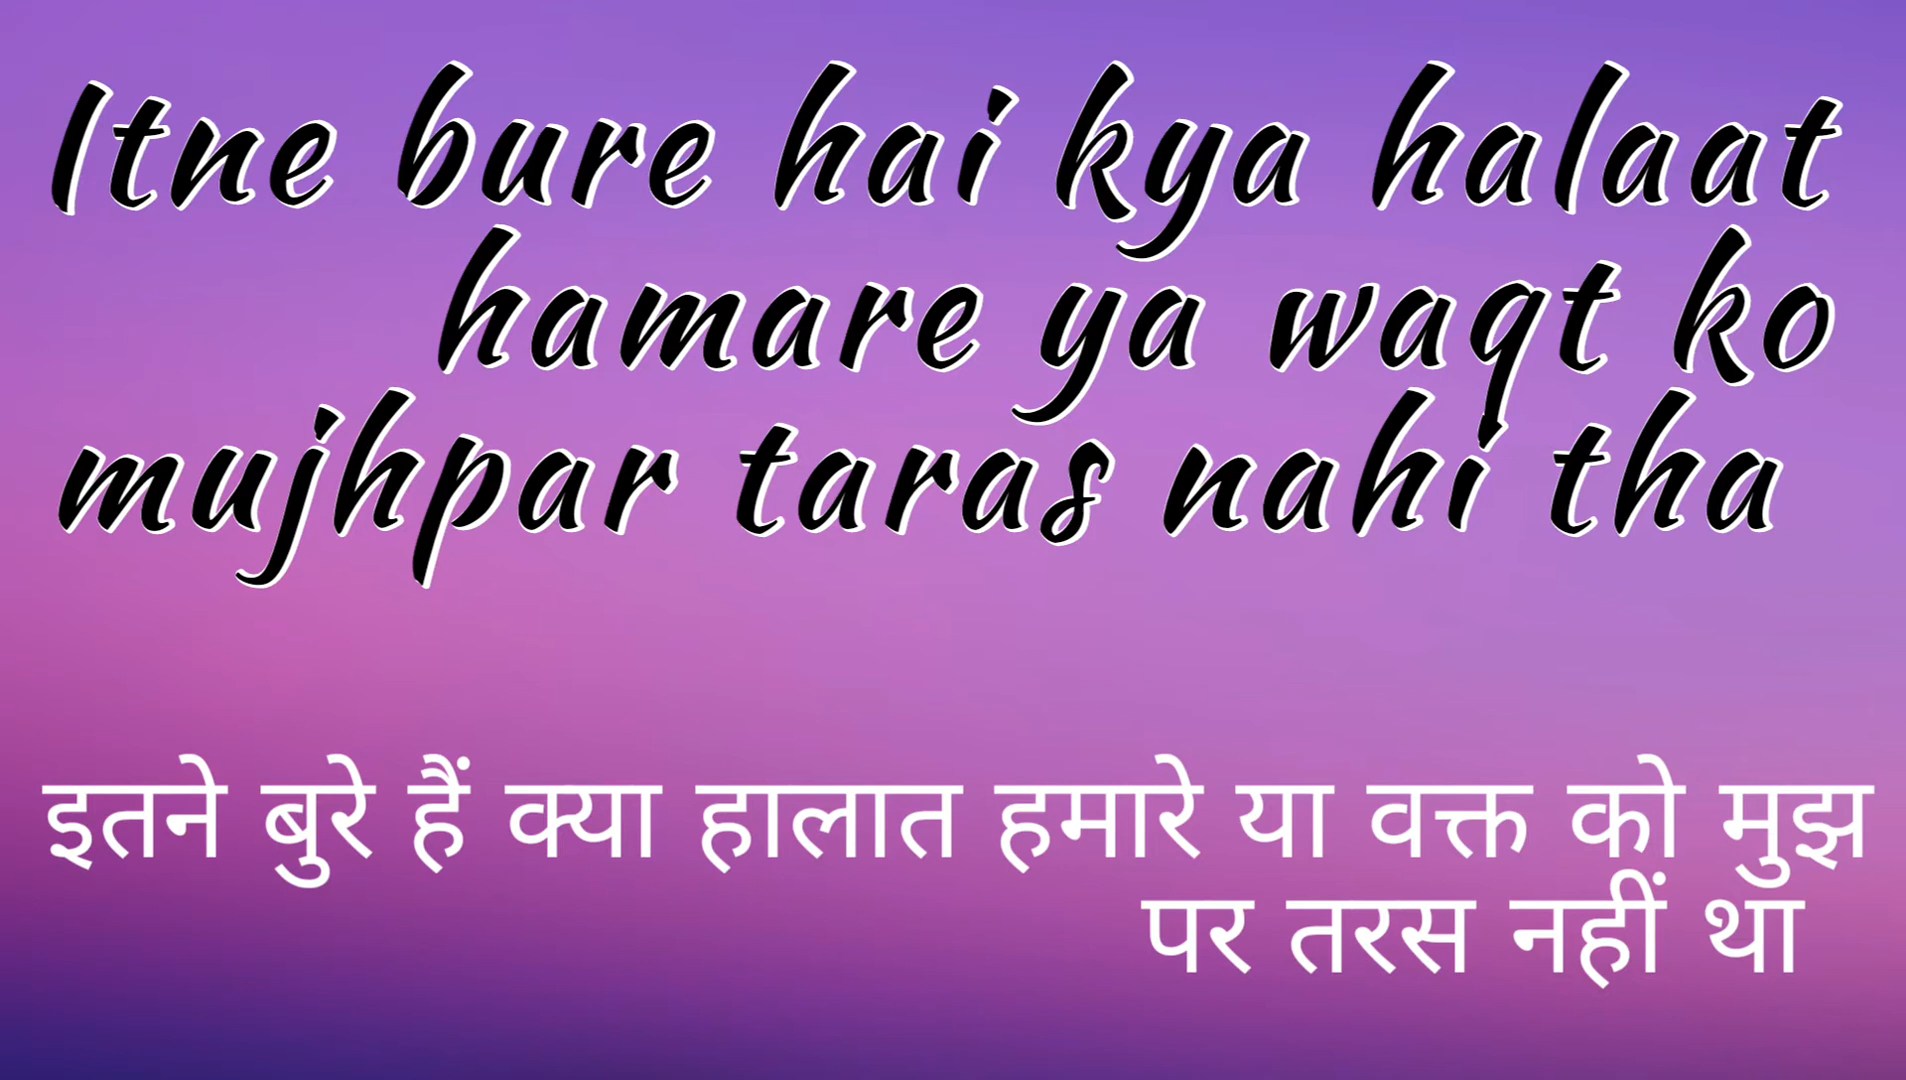 Itne bure hai kya halaat
hamare ya waqt ko
mujhpar taras nahi tha
इतने बुरे हैं क्या हालात हमारे या वक्त को मुझ
पर तरस नहीं था